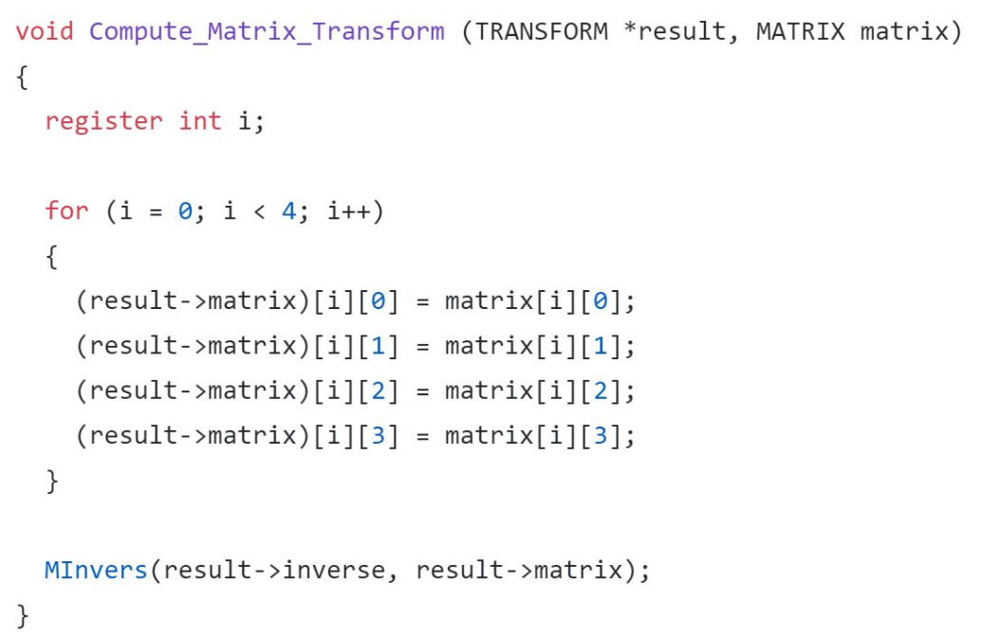 void Compute_Matrix_Transform (TRANSFORM *result, MATRIX matrix)
{
  register int i;

  for (i = 0; i < 4; i++)
  {
    (result->matrix)[i][0] = matrix[i][0];
    (result->matrix)[i][1] = matrix[i][1];
    (result->matrix)[i][2] = matrix[i][2];
    (result->matrix)[i][3] = matrix[i][3];
  }

  MInvers(result->inverse, result->matrix);
}